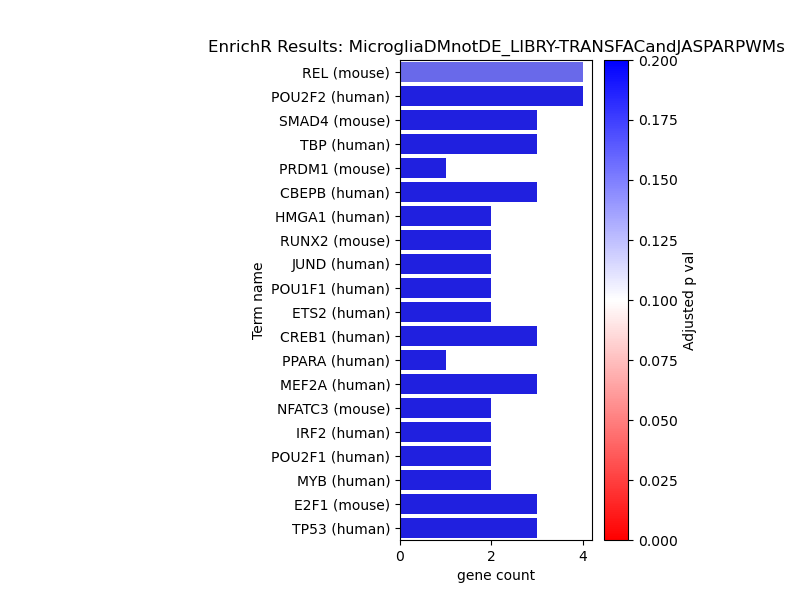 EnrichR Results: MicrogliaDMnotDE_LIBRY-TRANSFACandJASPARPWMs
REL (mouse)
POU2F2 (human)
SMAD4 (mouse)
TBP (human)
PRDM1 (mouse)
CBEPB (human)
HMGA1 (human)
RUNX2 (mouse)
JUND (human)
POU1F1 (human)
ETS2 (human)
CREB1 (human)
PPARA (human)
MEF2A (human)
NFATC3 (mouse)
IRF2 (human)
POU2F1 (human)
MYB (human)
E2F1 (mouse)
TP53 (human)
Term name
0 2 4
gene count
0.200
0.175
0.150
0.125
0.100
0.075
0.050
0.025
0.000
Adjusted p val